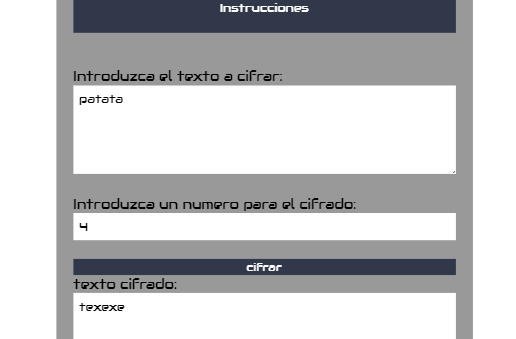 Instrucciones
Introduzca el texto a cifrar:
patata
Introduzca un numero para el cifrado:
4
cifrar
texto cifrado:
texexe